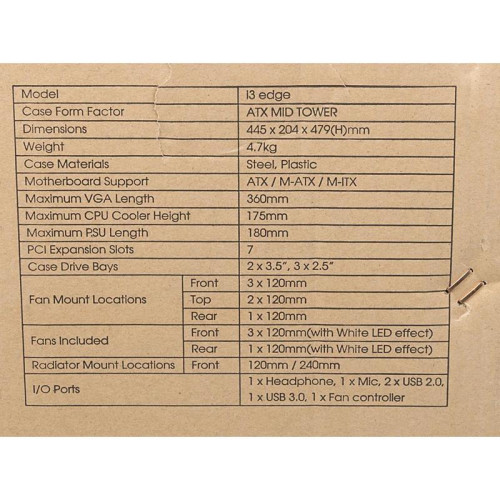 Model i3 edge
Case Form Factor ATX MID TOWER
Dimensions 445 x 204 x 479(H)mm
Weight 4.7kg
Case Materials Steel, Plastic
Motherboard Support ATX / M-ATX / M-ITX
Maximum VGA Length 360mm
Maximum CPU Cooler Height 175mm
Maximum PSU Length 180mm
PCI Expansion Slots 7
Case Drive Bays 2 x 3.5", 3 x 2.5"
Fan Mount Locations Front 3 x 120mm
Top 2 x 120mm
Rear 1 x 120mm
Fans Included Front 3 x 120mm(with White LED effect)
Rear 1 x 120mm(with White LED effect)
Radiator Mount Locations Front 120mm / 240mm
I/O Ports 1 x Headphone, 1 x Mic, 2 x USB 2.0,
1 x USB 3.0, 1 x Fan controller